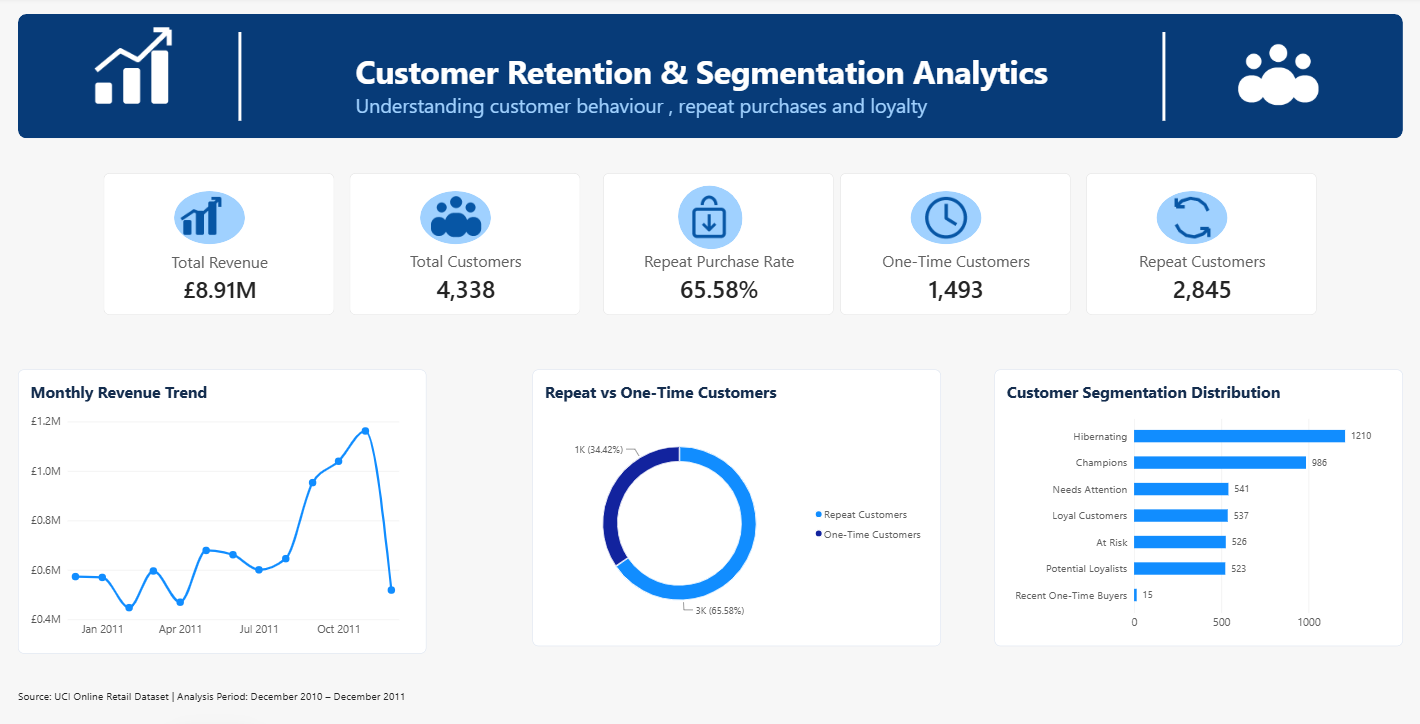 Customer Retention & Segmentation Analytics
Understanding customer behaviour , repeat purchases and loyalty
Total Revenue
£8.91M
Total Customers
4,338
Repeat Purchase Rate
65.58%
One-Time Customers
1,493
Repeat Customers
2,845
Monthly Revenue Trend
£1.2M
£1.0M
£0.8M
£0.6M
£0.4M
Jan 2011
Apr 2011
Jul 2011
Oct 2011
Repeat vs One-Time Customers
1K (34.42%)
3K (65.58%)
Repeat Customers
One-Time Customers
Customer Segmentation Distribution
Hibernating 1210
Champions 986
Needs Attention 541
Loyal Customers 537
At Risk 526
Potential Loyalists 523
Recent One-Time Buyers 15
0 500 1000
Source: UCI Online Retail Dataset | Analysis Period: December 2010 – December 2011